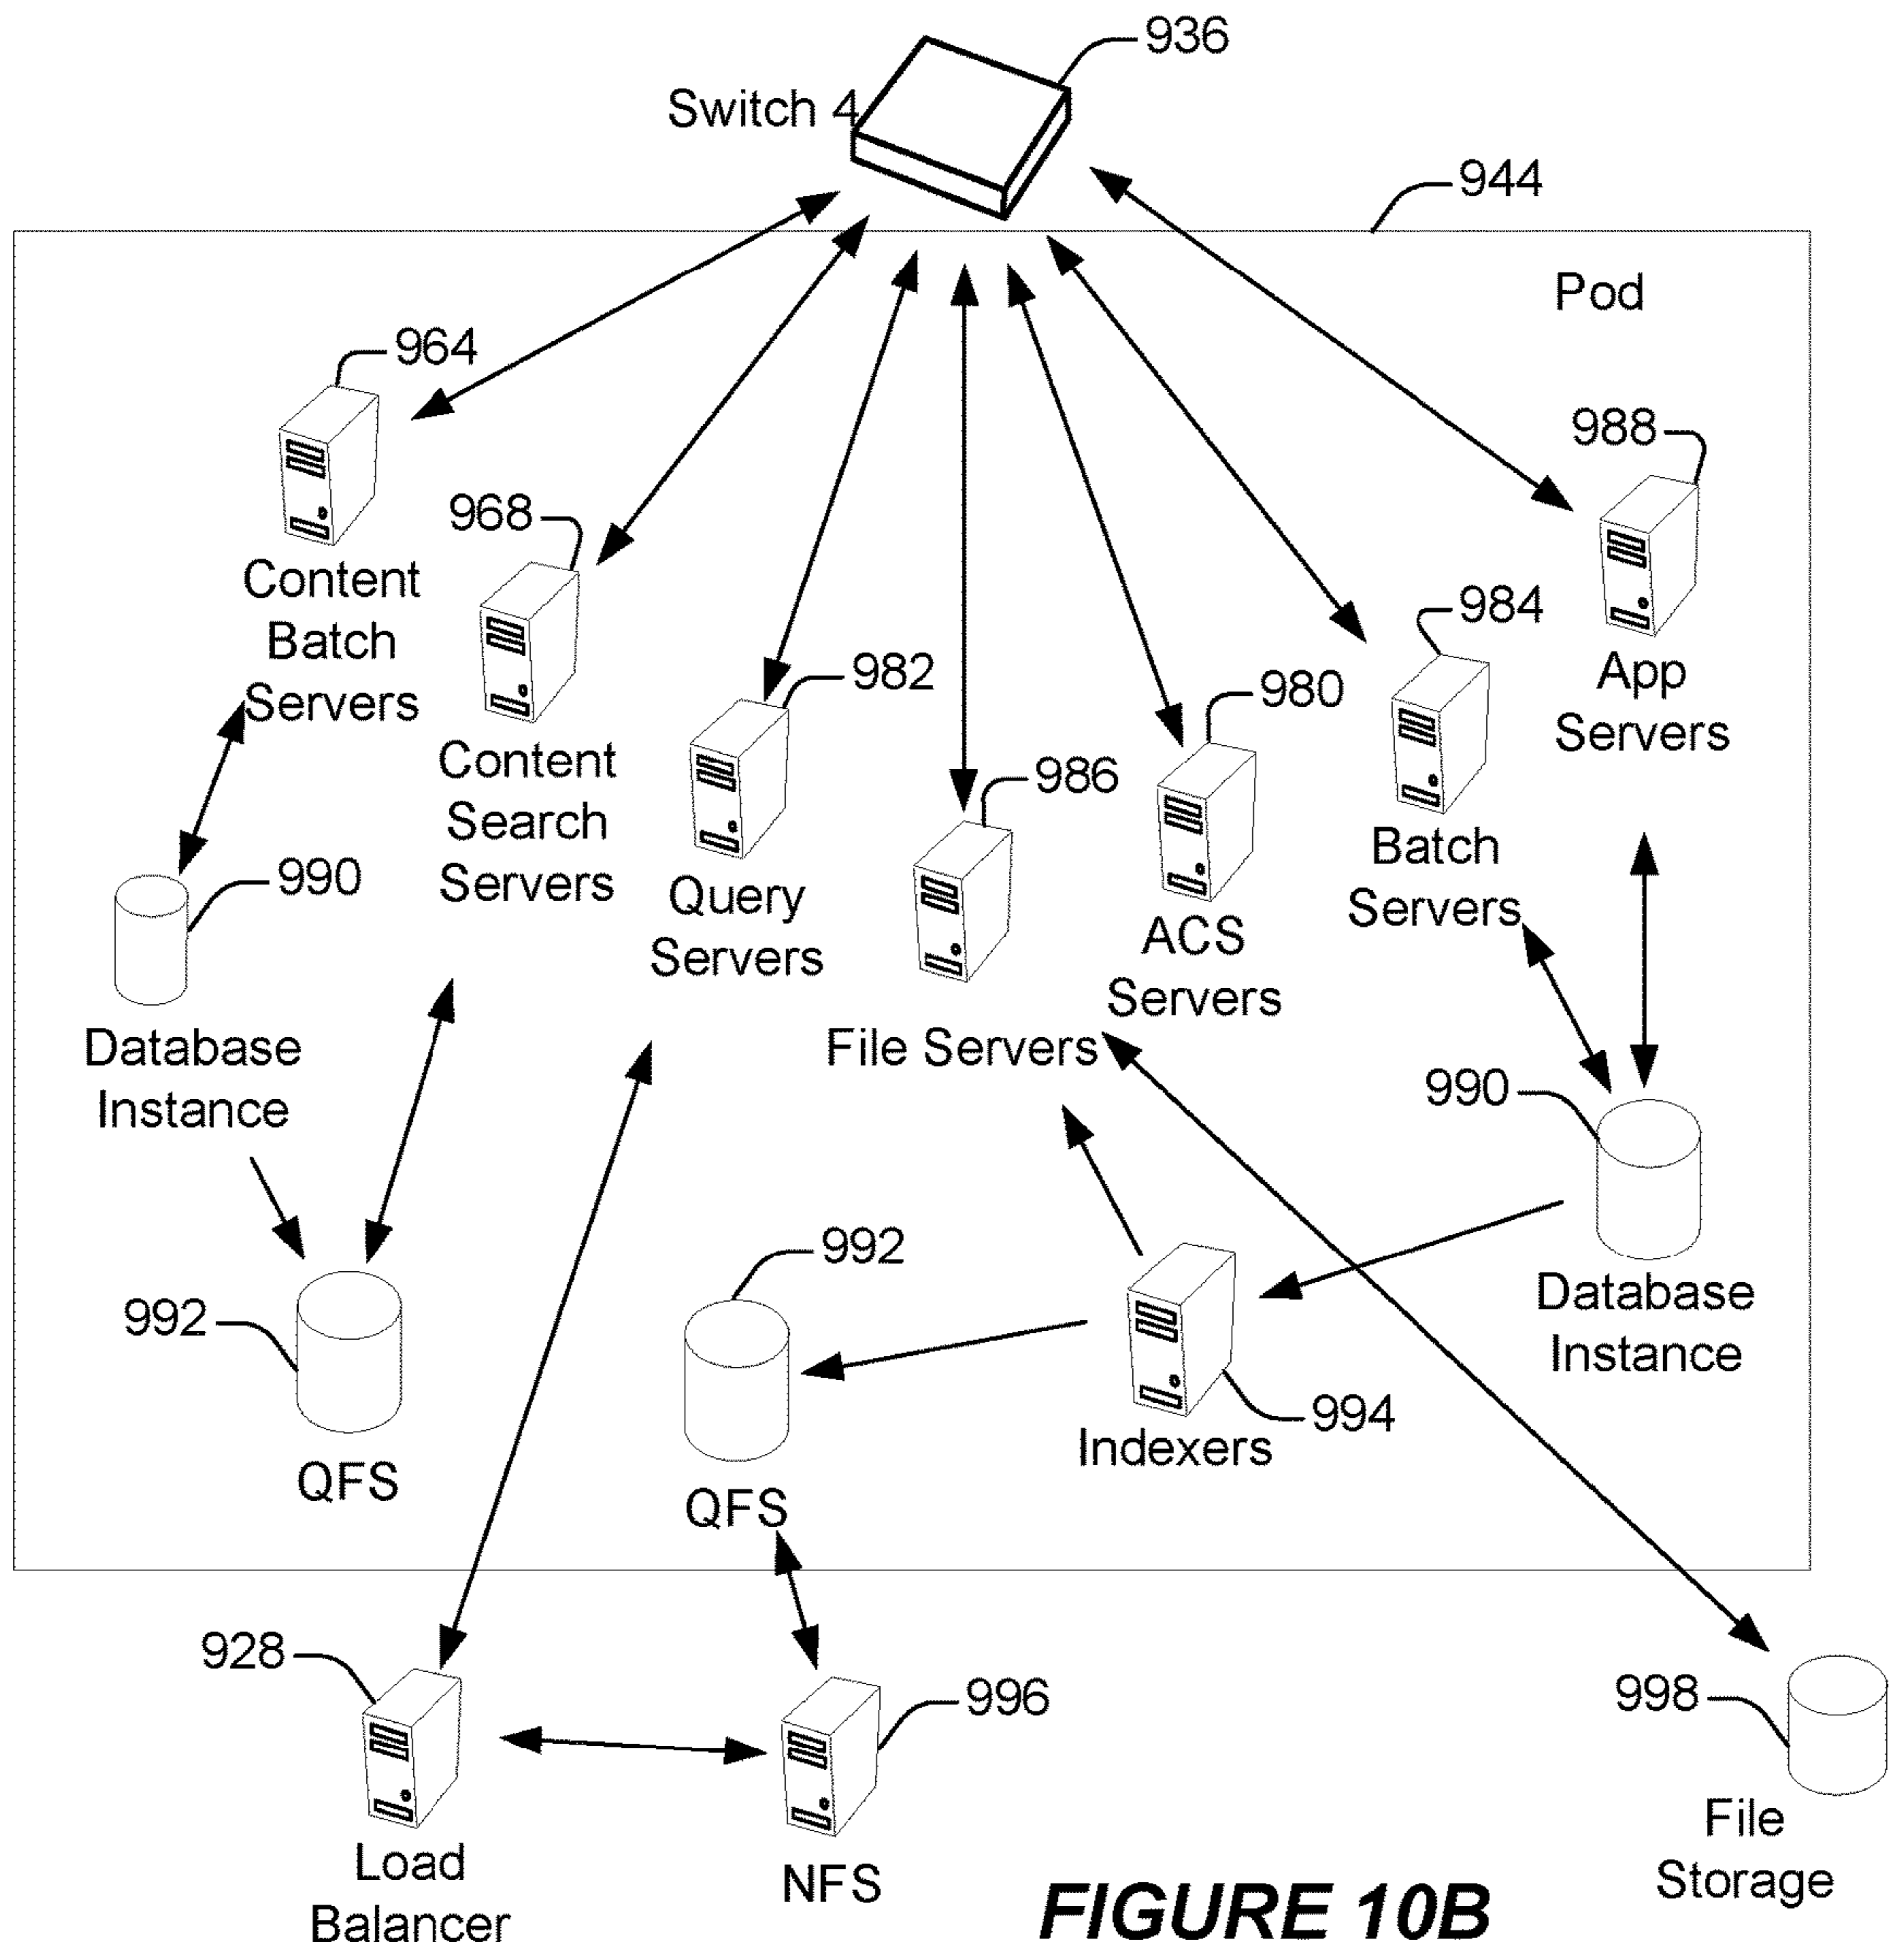 936
Switch 4
944
Pod
964
988
968
Content
Batch
Servers
984
982
980
App
Servers
Content
Search
Servers
986
Batch
Servers
990
Query
Servers
ACS
Servers
Database
Instance
File Servers
990
992
992
Database
Instance
994
Indexers
QFS
QFS
928
996
998
File
Storage
Load
Balancer
NFS
FIGURE 10B